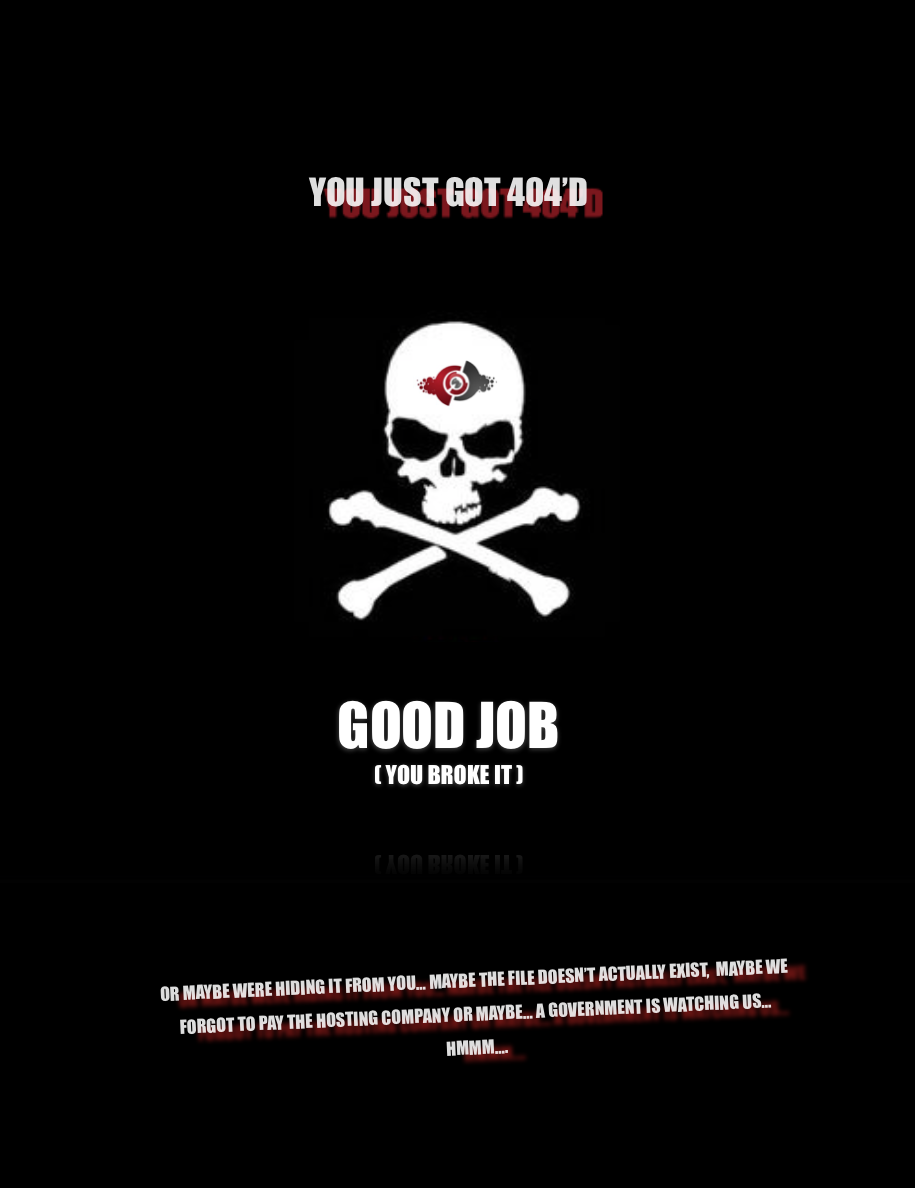 YOU JUST GOT 404’D
GOOD JOB
( YOU BROKE IT )
OR MAYBE WERE HIDING IT FROM YOU... MAYBE THE FILE DOESN’T ACTUALLY EXIST, MAYBE WE
FORGOT TO PAY THE HOSTING COMPANY OR MAYBE... A GOVERNMENT IS WATCHING US...
HMMM....